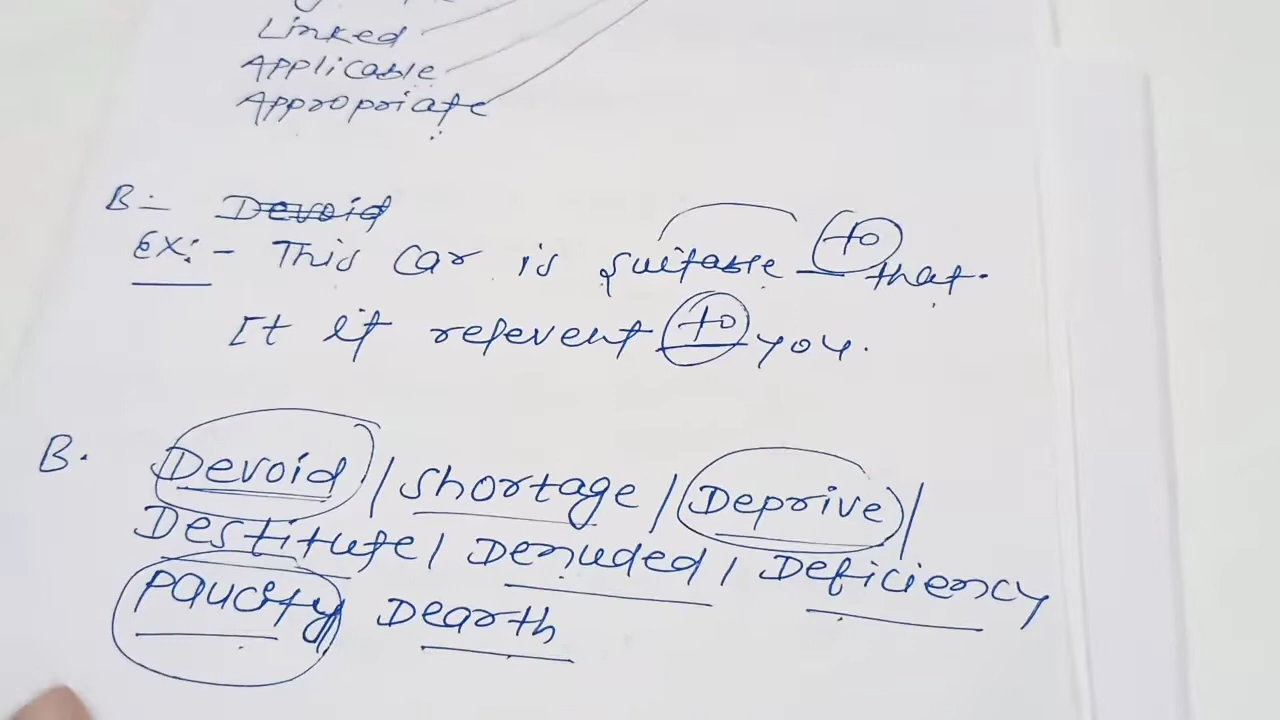 Linked
Applicable
Appropriate
B:- Devoid
Ex:- This Car is suitable to that.
It it relevent to you.
B. Devoid / Shortage / Deprive /
Destitute / Denuded / Deficiency
Paucity Dearth